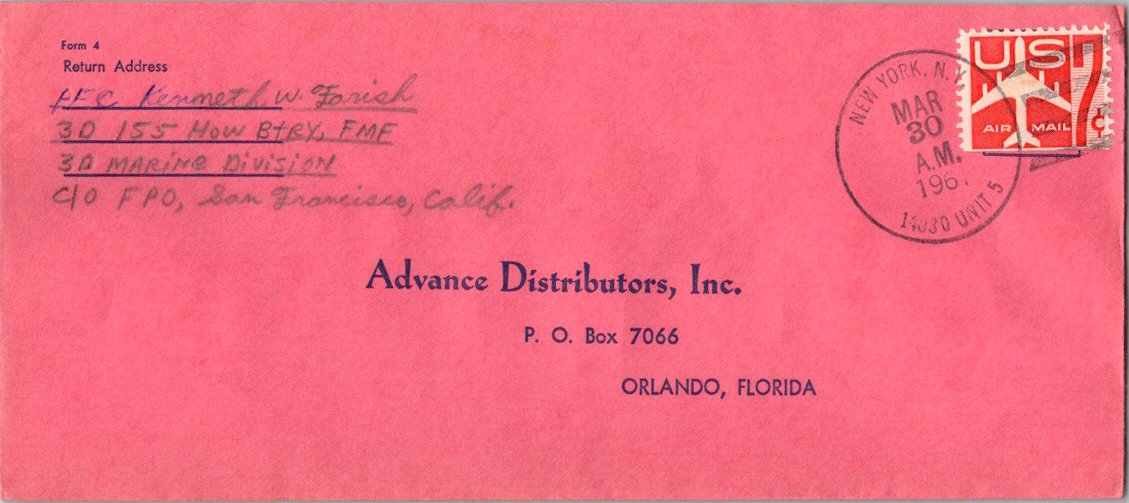 Form 4
Return Address
PFC Kenneth W. Farish
3D 155 HOW BTRY, FMF
3D MARINE DIVISION
C/O FPO, San Francisco, Calif.
NEW YORK, N.Y.
MAR
30
A.M.
196
UNIT 5
US
7¢
AIR MAIL
Advance Distributors, Inc.
P. O. Box 7066
ORLANDO, FLORIDA